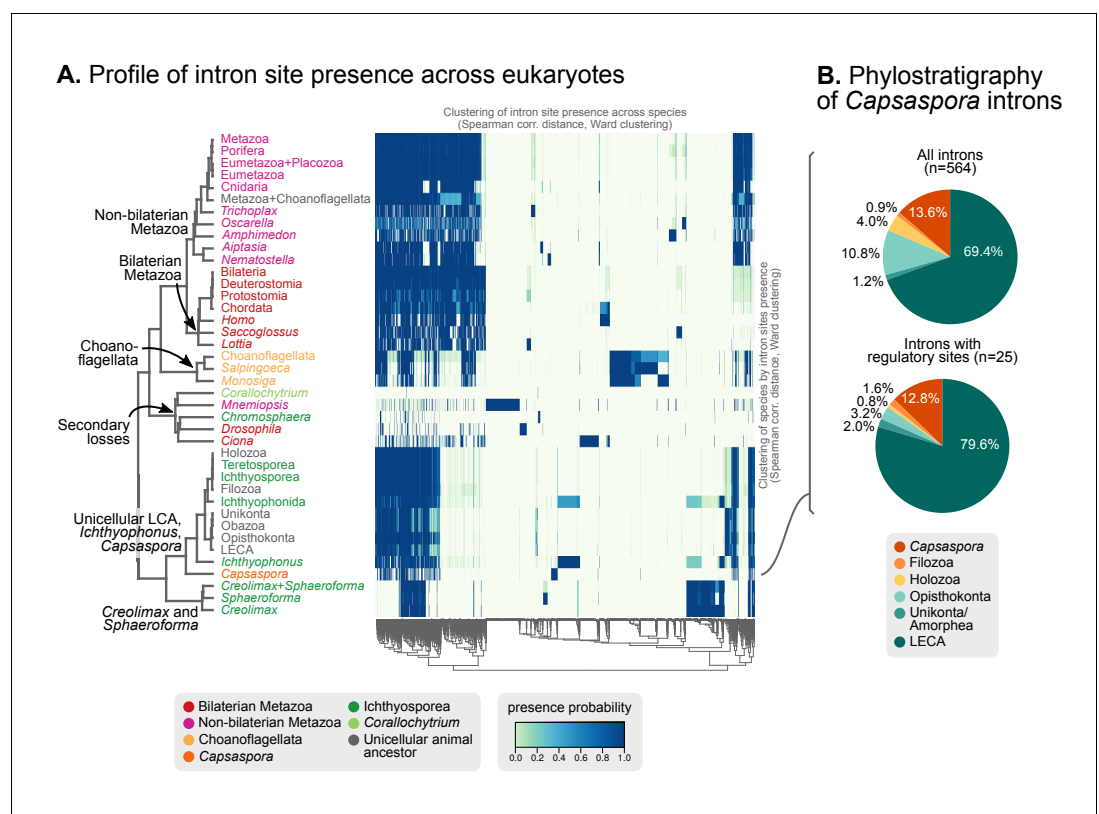 A. Profile of intron site presence across eukaryotes
Clustering of intron site presence across species
(Spearman corr. distance, Ward clustering)
Metazoa
Porifera
Eumetazoa+Placozoa
Eumetazoa
Cnidaria
Metazoa+Choanoflagellata
Trichoplax
Oscarella
Amphimedon
Aiptasia
Nematostella
Bilateria
Deuterostomia
Protostomia
Chordata
Homo
Saccoglossus
Lottia
Choanoflagellata
Salpingoeca
Monosiga
Corallochytrium
Mnemiopsis
Chromosphaera
Drosophila
Ciona
Holozoa
Teretosporea
Ichthyosporea
Filozoa
Ichthyophonida
Unikonta
Obazoa
Opisthokonta
LECA
Ichthyophonus
Capsaspora
Creolimax+Sphaeroforma
Sphaeroforma
Creolimax
Non-bilaterian
Metazoa
Bilaterian
Metazoa
Choano-
flagellata
Secondary
losses
Unicellular LCA,
Ichthyophonus,
Capsaspora
Creolimax and
Sphaeroforma
Clustering of species by intron sites presence
(Spearman corr. distance, Ward clustering)
Bilaterian Metazoa
Non-bilaterian Metazoa
Choanoflagellata
Capsaspora
Ichthyosporea
Corallochytrium
Unicellular animal
ancestor
presence probability
0.0 0.2 0.4 0.6 0.8 1.0
B. Phylostratigraphy
of Capsaspora introns
All introns
(n=564)
0.9%
13.6%
4.0%
10.8%
69.4%
1.2%
Introns with
regulatory sites (n=25)
1.6%
12.8%
0.8%
3.2%
2.0%
79.6%
Capsaspora
Filozoa
Holozoa
Opisthokonta
Unikonta/
Amorphea
LECA